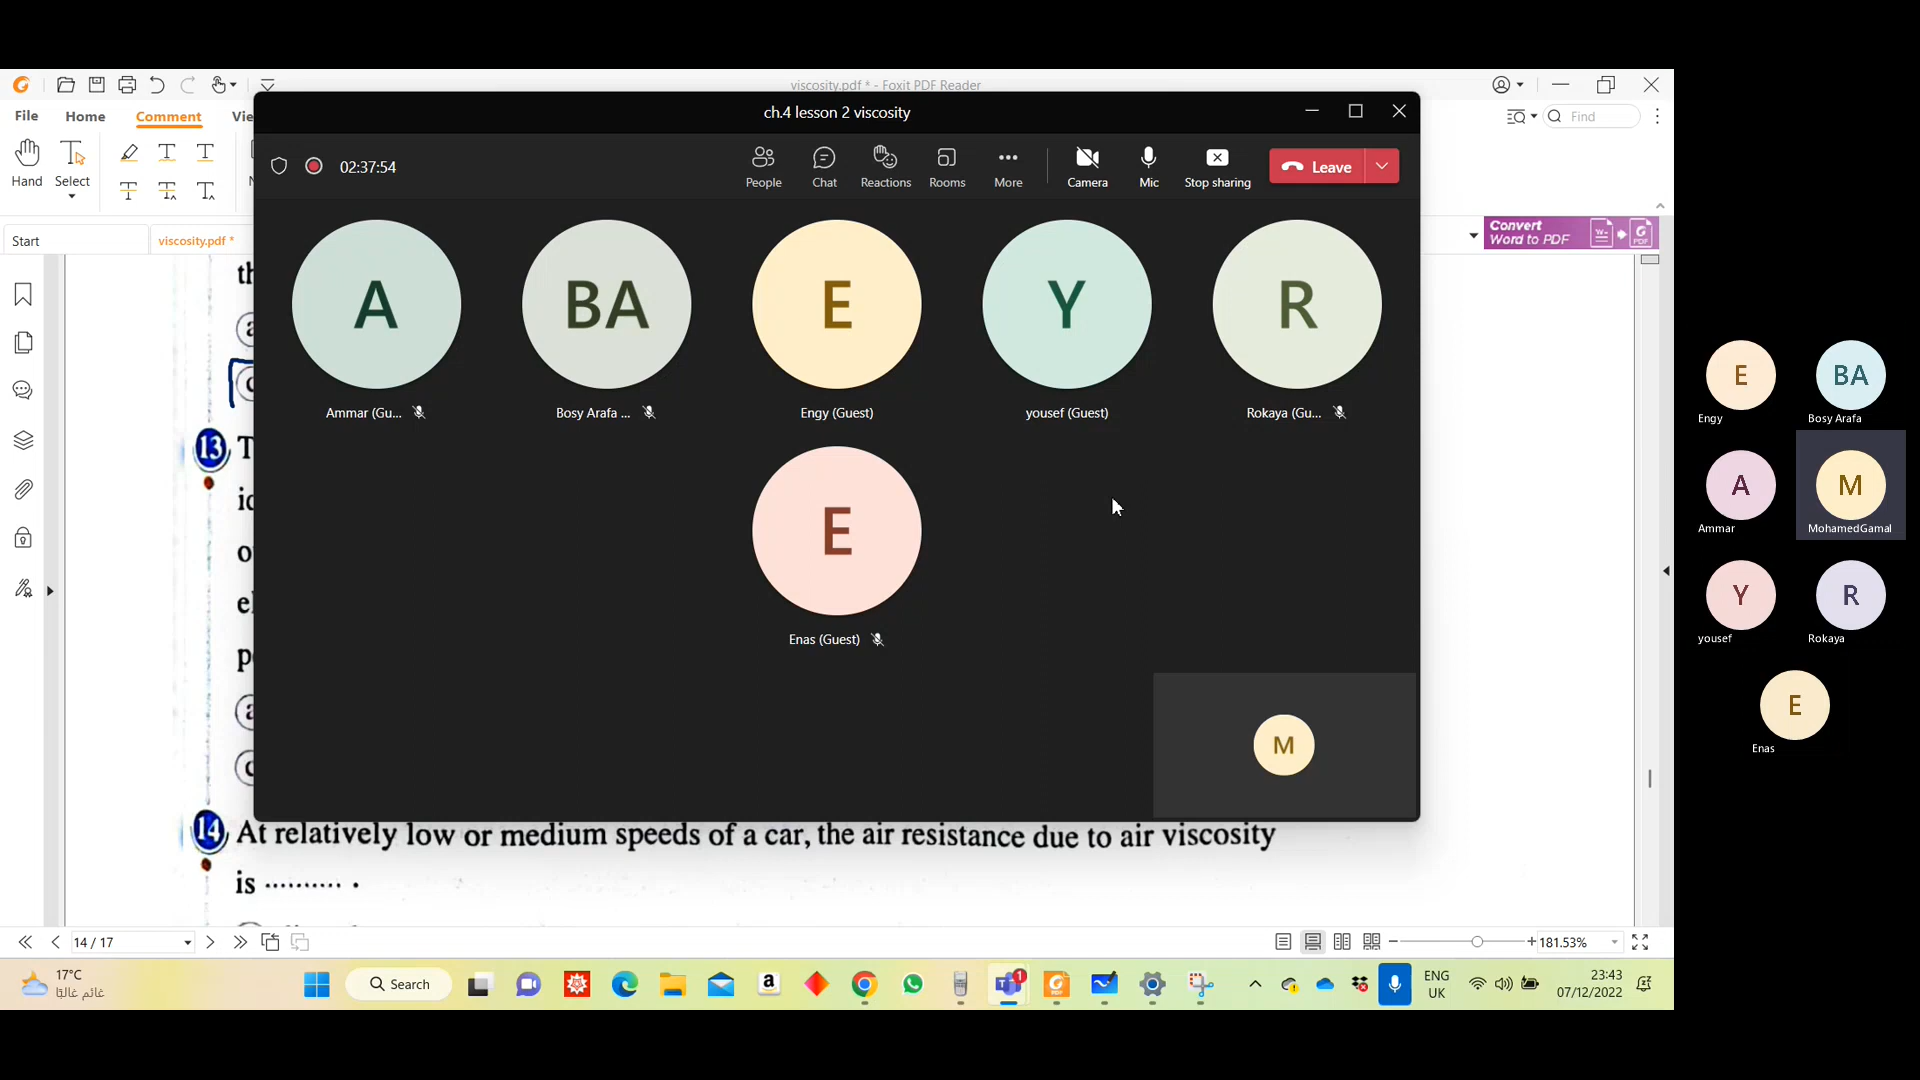 viscosity.pdf * - Foxit PDF Reader
File
Home
Comment
Find
Hand
Select
Start
viscosity.pdf *
Convert
Word to PDF
ch.4 lesson 2 viscosity
02:37:54
People
Chat
Reactions
Rooms
More
Camera
Mic
Stop sharing
Leave
A
BA
E
Y
R
Ammar (Gu...
Bosy Arafa ...
Engy (Guest)
yousef (Guest)
Rokaya (Gu...
E
Enas (Guest)
M
13
14 At relatively low or medium speeds of a car, the air resistance due to air viscosity
is .......... .
14 / 17
181.53%
17°C
غائم غالبًا
Search
a
1
ENG
UK
23:43
07/12/2022
E
BA
Engy
Bosy Arafa
A
M
Ammar
MohamedGamal
Y
R
yousef
Rokaya
E
Enas